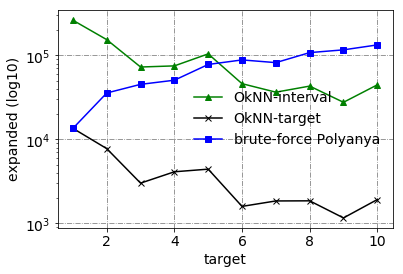 expanded (log10)
10^5
10^4
10^3
OkNN-interval
OkNN-target
brute-force Polyanya
2 4 6 8 10
target